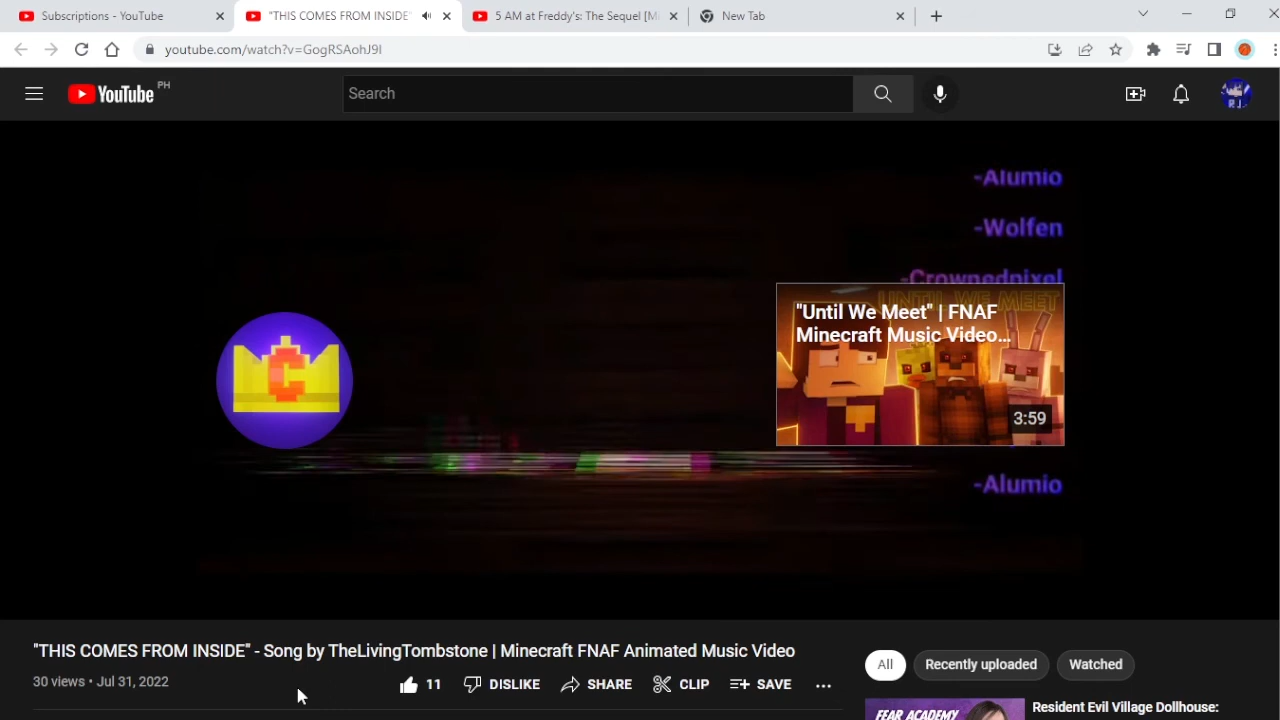 Subscriptions - YouTube
"THIS COMES FROM INSIDE"
5 AM at Freddy's: The Sequel [M
New Tab
youtube.com/watch?v=GogRSAohJ9I
YouTube PH
Search
-Alumio
-Wolfen
-Crownedpixel
UNTIL WE MEET
"Until We Meet" | FNAF
Minecraft Music Video...
C
3:59
-Alumio
"THIS COMES FROM INSIDE" - Song by TheLivingTombstone | Minecraft FNAF Animated Music Video
30 views • Jul 31, 2022
11
DISLIKE
SHARE
CLIP
SAVE
All
Recently uploaded
Watched
FEAR ACADEMY
Resident Evil Village Dollhouse: